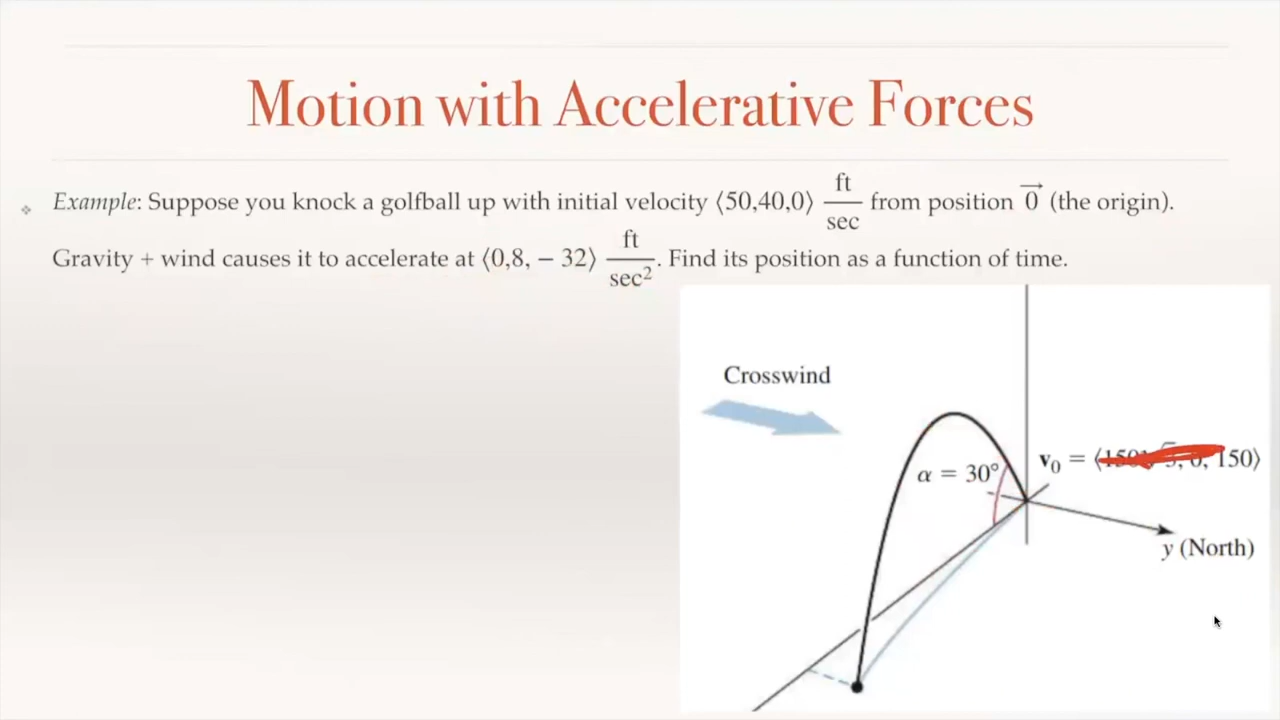 Motion with Accelerative Forces
❖ Example: Suppose you knock a golfball up with initial velocity ⟨50,40,0⟩ ft/sec from position 0⃗ (the origin).
Gravity + wind causes it to accelerate at ⟨0,8, − 32⟩ ft/sec². Find its position as a function of time.
Crosswind
v₀ = ⟨150 150⟩
α = 30°
y (North)